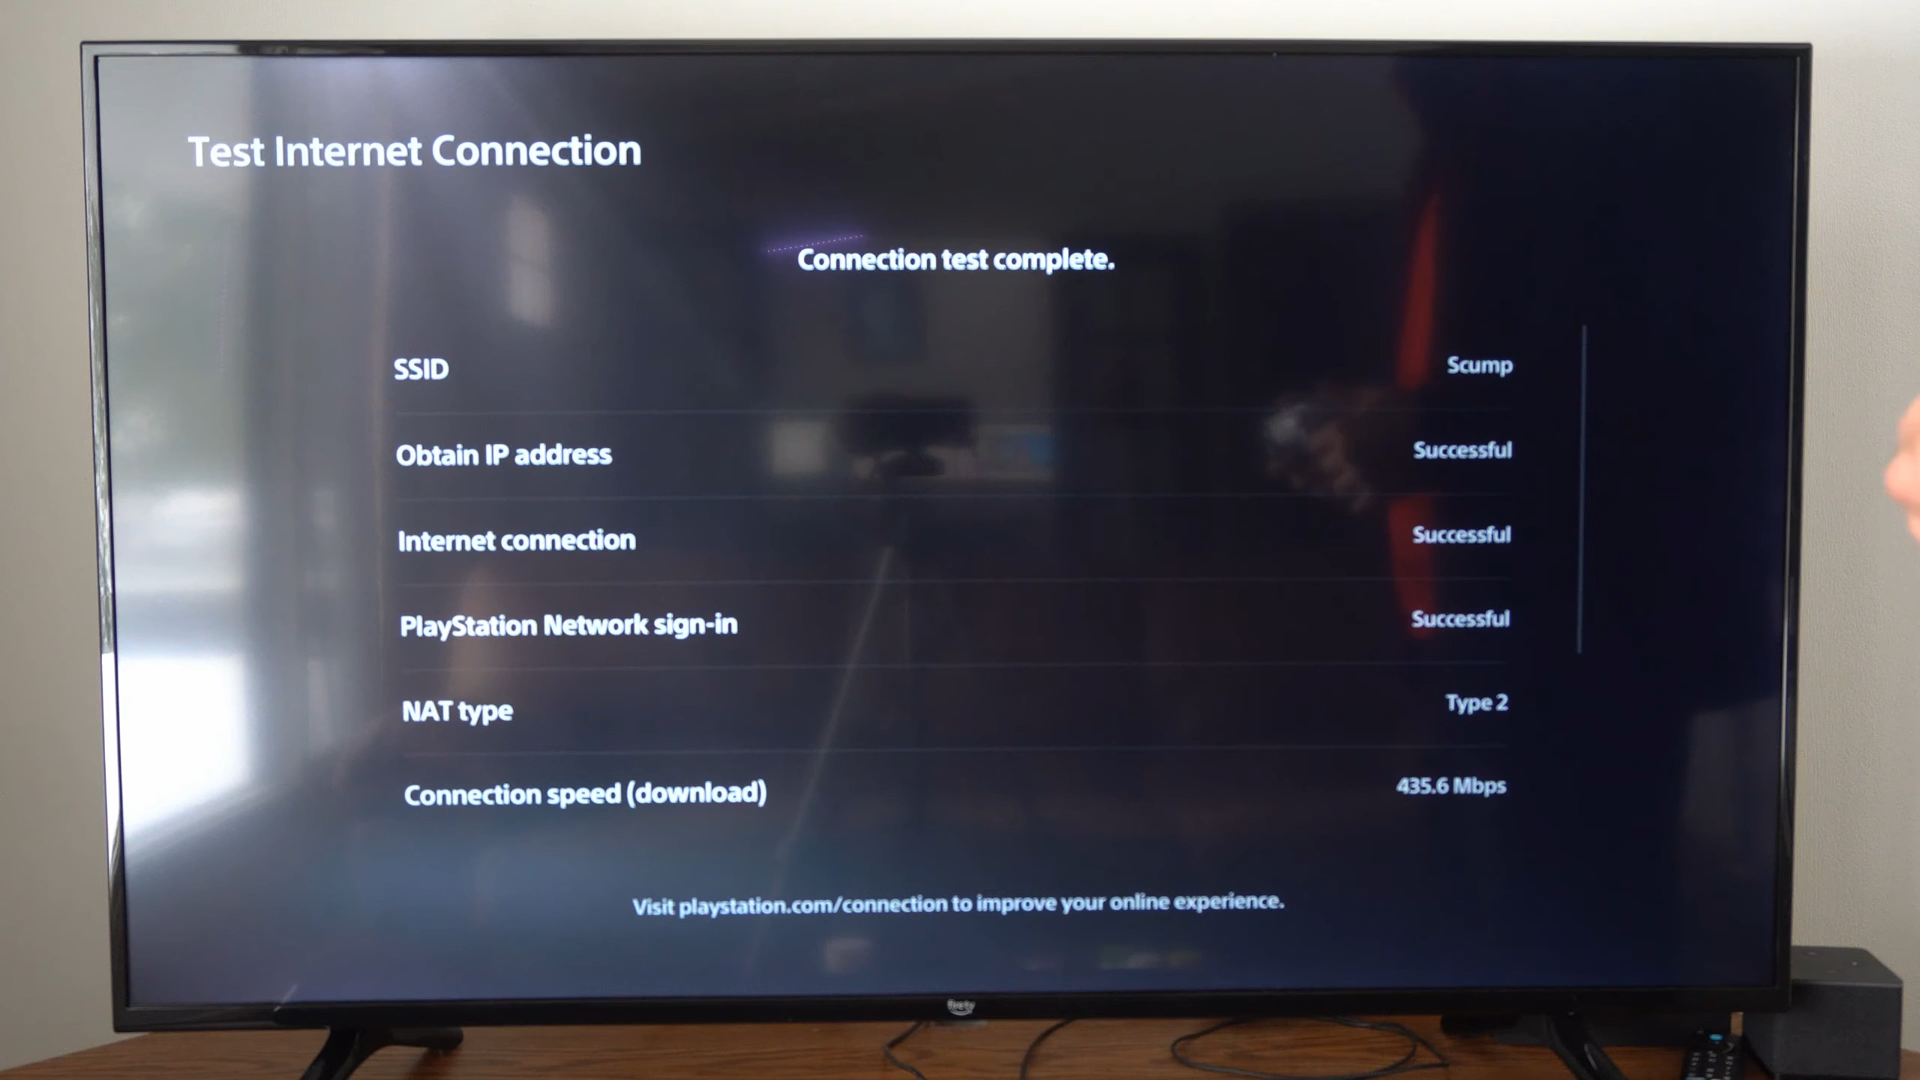 Test Internet Connection
Connection test complete.
SSID Scump
Obtain IP address Successful
Internet connection Successful
PlayStation Network sign-in Successful
NAT type Type 2
Connection speed (download) 435.6 Mbps
Visit playstation.com/connection to improve your online experience.
fire tv